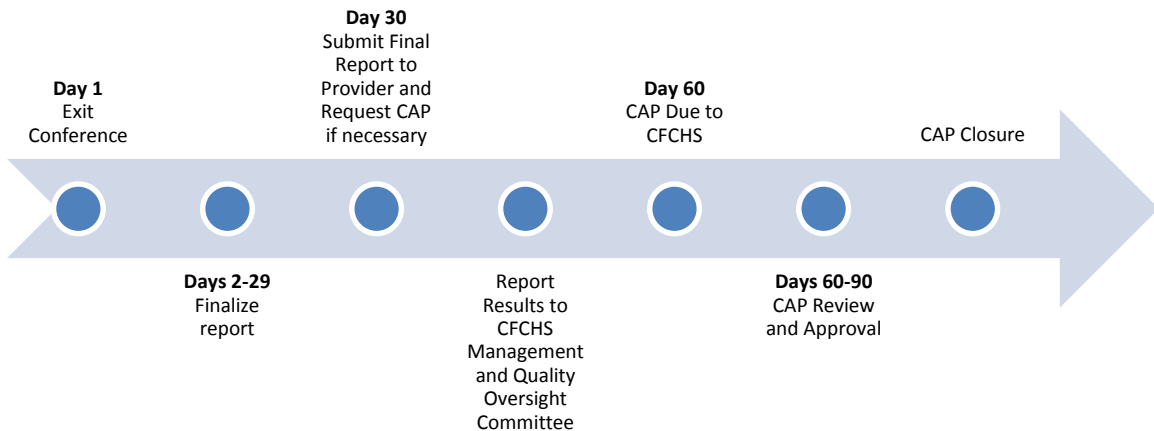 Day 1
Exit
Conference
Days 2-29
Finalize
report
Day 30
Submit Final
Report to
Provider and
Request CAP
if necessary
Report
Results to
CFCHS
Management
and Quality
Oversight
Committee
Day 60
CAP Due to
CFCHS
Days 60-90
CAP Review
and Approval
CAP Closure